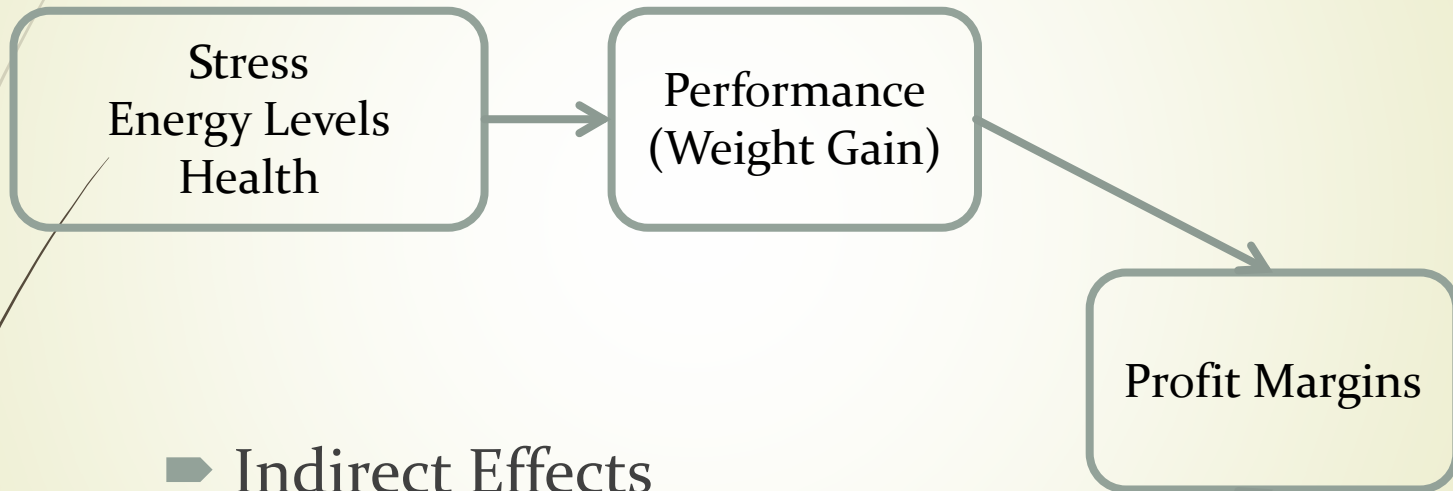 Stress
Energy Levels
Health
Performance
(Weight Gain)
Profit Margins
Indirect Effects